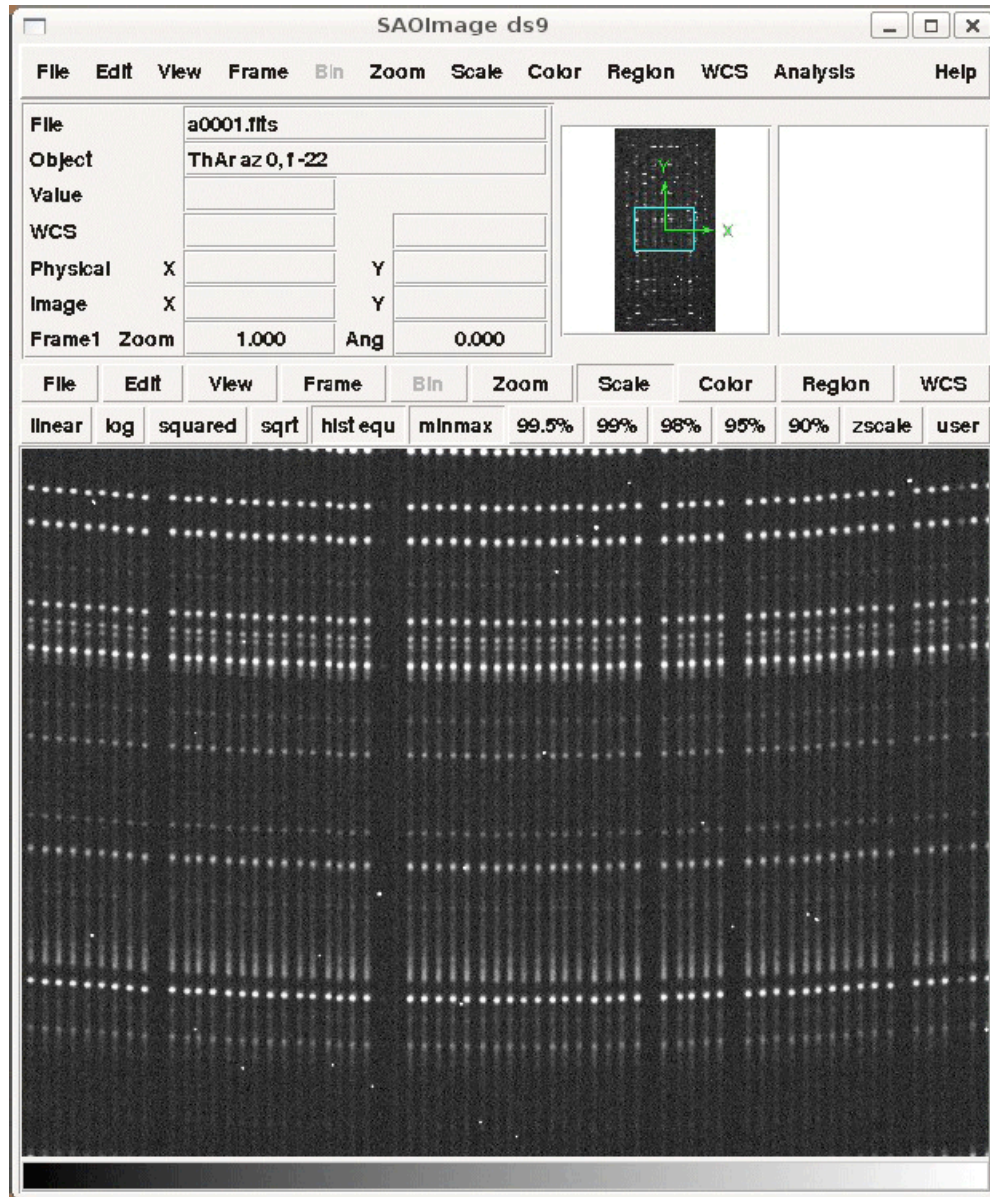 SAOImage ds9
File Edit View Frame Bin Zoom Scale Color Region WCS Analysis Help
File a0001.fits
Object ThAr az 0, f -22
Value
WCS
Physical X Y
Image X Y
Frame1 Zoom 1.000 Ang 0.000
Y
X
File Edit View Frame Bin Zoom Scale Color Region WCS
linear log squared sqrt hist equ minmax 99.5% 99% 98% 95% 90% zscale user